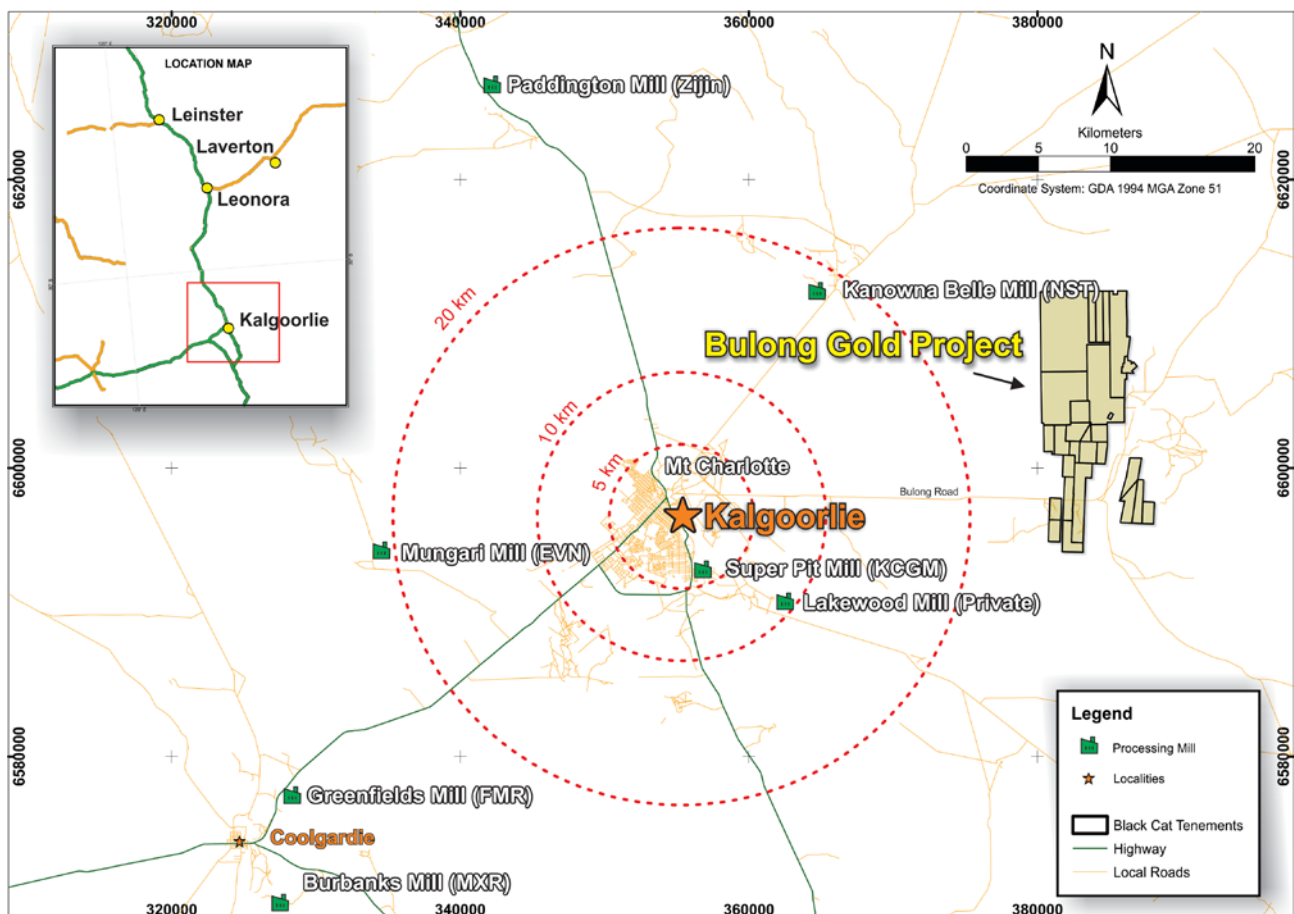 320000
340000
360000
380000
LOCATION MAP
Leinster
Laverton
Leonora
Kalgoorlie
Paddington Mill (Zijin)
N
Kilometers
0 5 10 20
Coordinate System: GDA 1994 MGA Zone 51
6620000
6620000
20 km
Kanowna Belle Mill (NST)
Bulong Gold Project
10 km
5 km
Mt Charlotte
6600000
6600000
Bulong Road
Kalgoorlie
Mungari Mill (EVN)
Super Pit Mill (KCGM)
Lakewood Mill (Private)
Legend
Processing Mill
Localities
Black Cat Tenements
Highway
Local Roads
6580000
6580000
Greenfields Mill (FMR)
Coolgardie
Burbanks Mill (MXR)
320000
340000
360000
380000